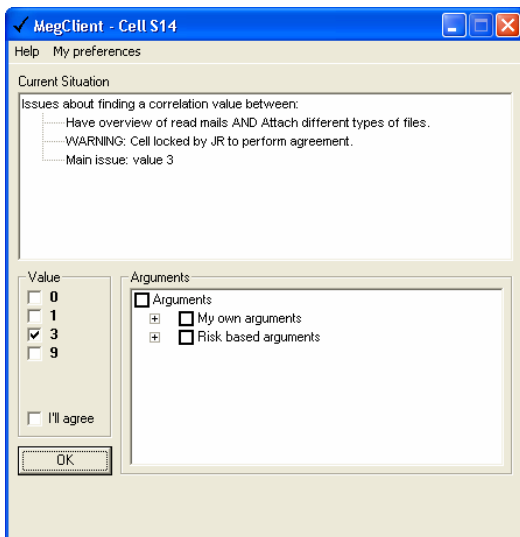 MegClient - Cell S14
Help My preferences
Current Situation
Issues about finding a correlation value between:
Have overview of read mails AND Attach different types of files.
WARNING: Cell locked by JR to perform agreement.
Main issue: value 3
Value
0
1
3
9
I'll agree
OK
Arguments
Arguments
My own arguments
Risk based arguments